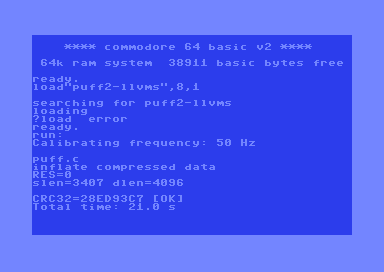 **** commodore 64 basic v2 ****
64k ram system  38911 basic bytes free
ready.
load"puff2-llvms",8,1
searching for puff2-llvms
loading
?load  error
ready.
run:
Calibrating frequency: 50 Hz
puff.c
inflate compressed data
RES=0
slen=3407 dlen=4096
CRC32=28ED93C7 [OK]
Total time: 21.0 s